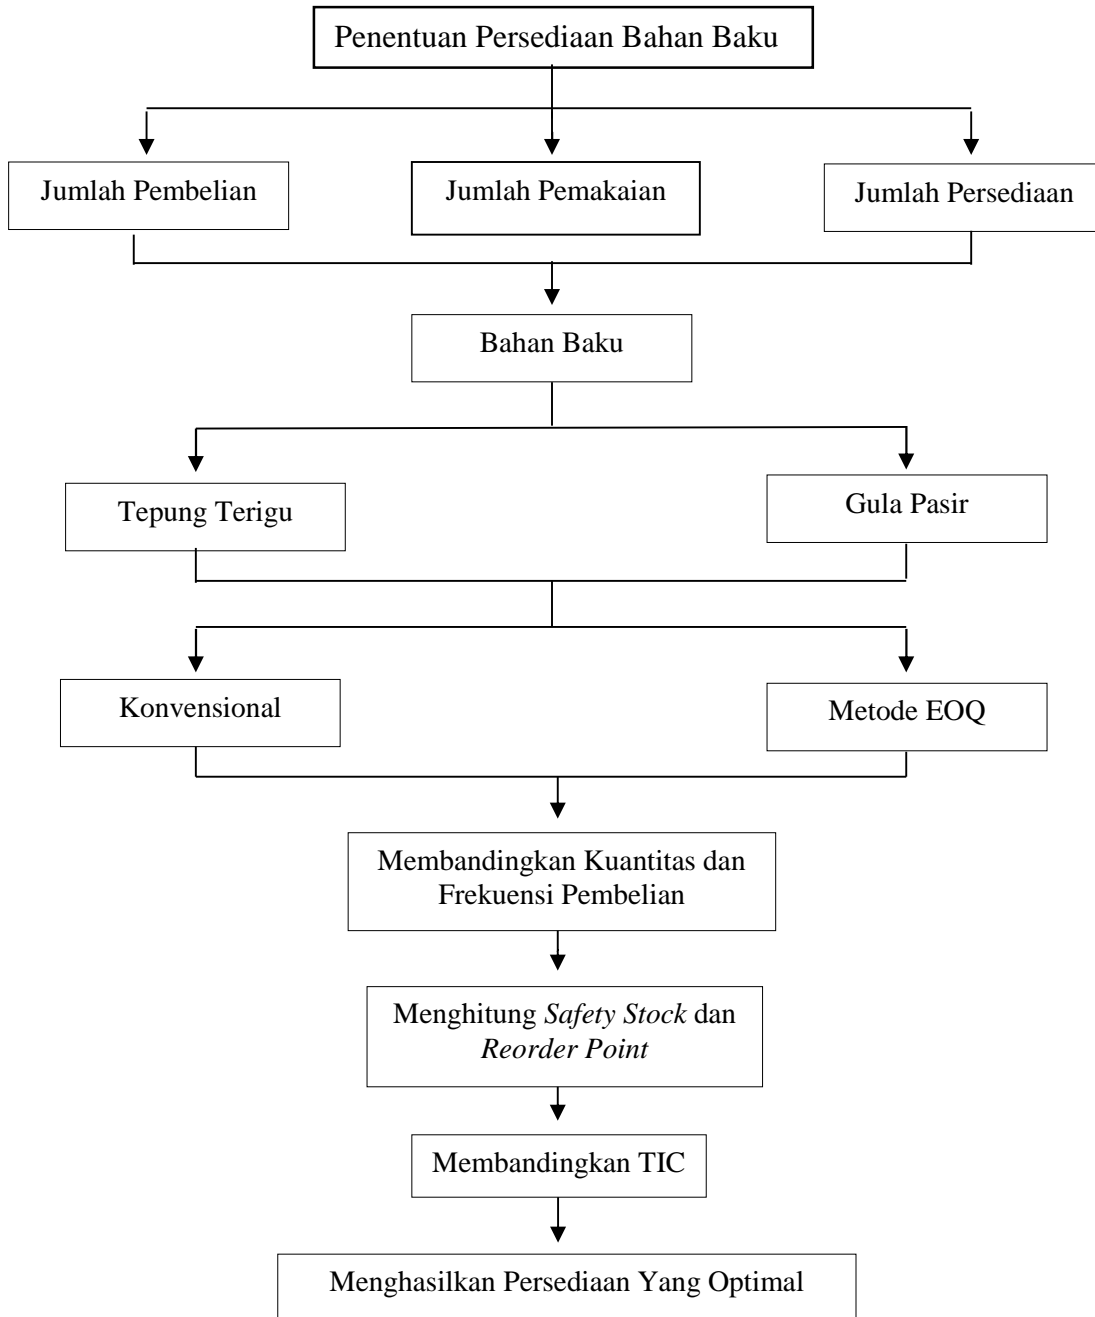 Penentuan Persediaan Bahan Baku
Jumlah Pembelian
Jumlah Pemakaian
Jumlah Persediaan
Bahan Baku
Tepung Terigu
Gula Pasir
Konvensional
Metode EOQ
Membandingkan Kuantitas dan
Frekuensi Pembelian
Menghitung Safety Stock dan
Reorder Point
Membandingkan TIC
Menghasilkan Persediaan Yang Optimal